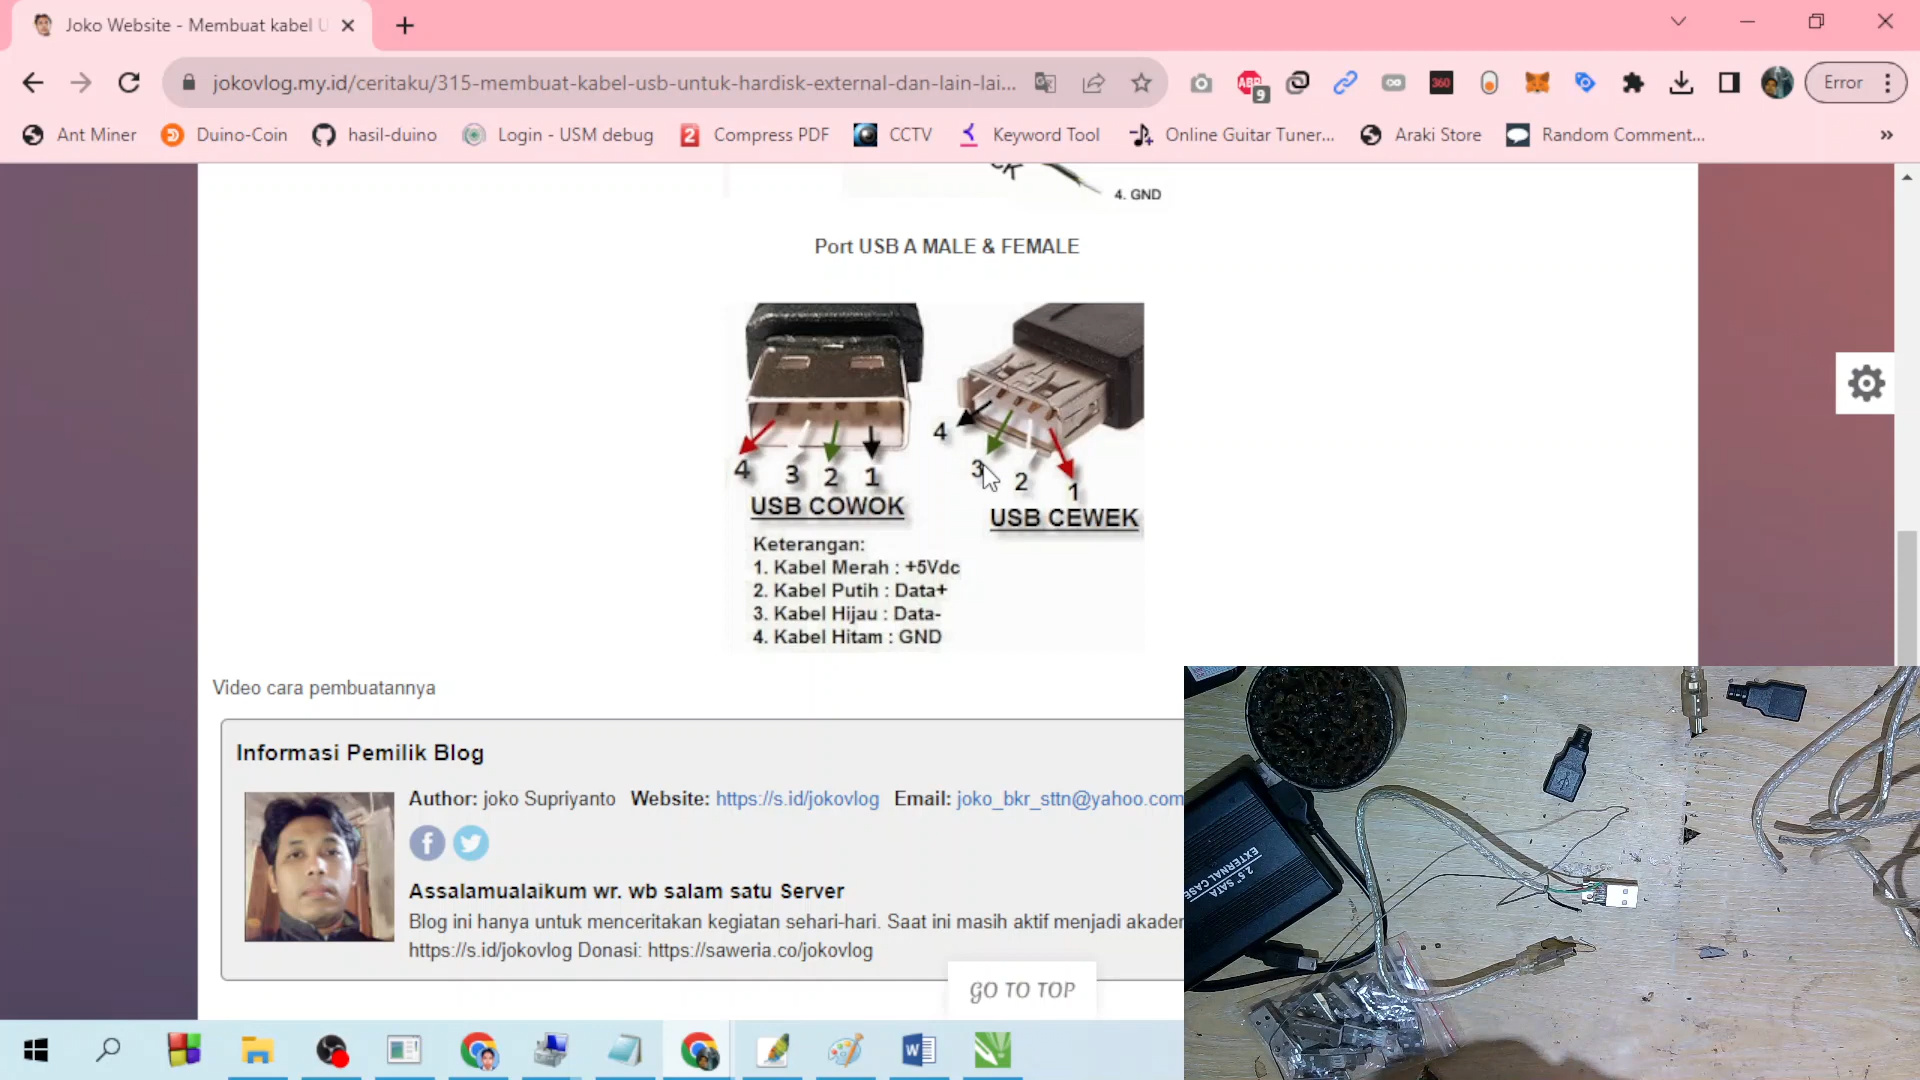 Joko Website - Membuat kabel U
jokovlog.my.id/ceritaku/315-membuat-kabel-usb-untuk-hardisk-external-dan-lain-lai...
ABP
9
360
Error
Ant Miner
Duino-Coin
hasil-duino
Login - USM debug
2
Compress PDF
CCTV
Keyword Tool
Online Guitar Tuner...
Araki Store
Random Comment...
»
4. GND
Port USB A MALE & FEMALE
4 3 2 1
4 3 2 1
USB COWOK
USB CEWEK
Keterangan:
1. Kabel Merah : +5Vdc
2. Kabel Putih : Data+
3. Kabel Hijau : Data-
4. Kabel Hitam : GND
Video cara pembuatannya
Informasi Pemilik Blog
Author: joko Supriyanto Website: https://s.id/jokovlog Email: joko_bkr_sttn@yahoo.com
Assalamualaikum wr. wb salam satu Server
Blog ini hanya untuk menceritakan kegiatan sehari-hari. Saat ini masih aktif menjadi akader
https://s.id/jokovlog Donasi: https://saweria.co/jokovlog
GO TO TOP
2.5" SATA
EXTERNAL CASE